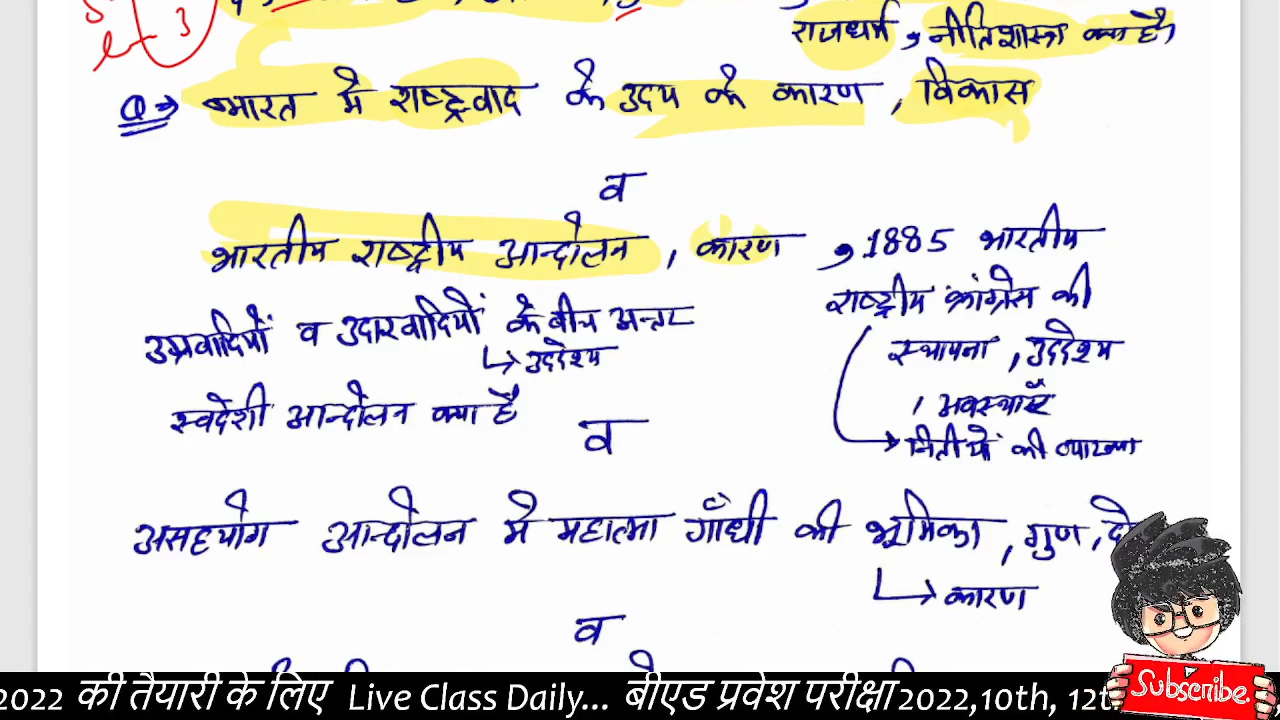 राजधर्म, नीतिशास्त्र क्या है।
Q⇒ भारत में राष्ट्रवाद के उदय के कारण, विकास
व
भारतीय राष्ट्रीय आन्दोलन, कारण, 1885 भारतीय
राष्ट्रीय कांग्रेस की
स्थापना, उद्देश्य
, अवस्थाएँ
→ नितीयों की व्याख्या
उग्रवादियों व उदारवादियों के बीच अन्तर
↳ उद्देश्य
स्वदेशी आन्दोलन क्या है
व
असहयोग आन्दोलन में महात्मा गाँधी की भूमिका, गुण,
↳ कारण
व
2022 की तैयारी के लिए Live Class Daily... बीएड प्रवेश परीक्षा 2022,10th, 12t
Subscribe